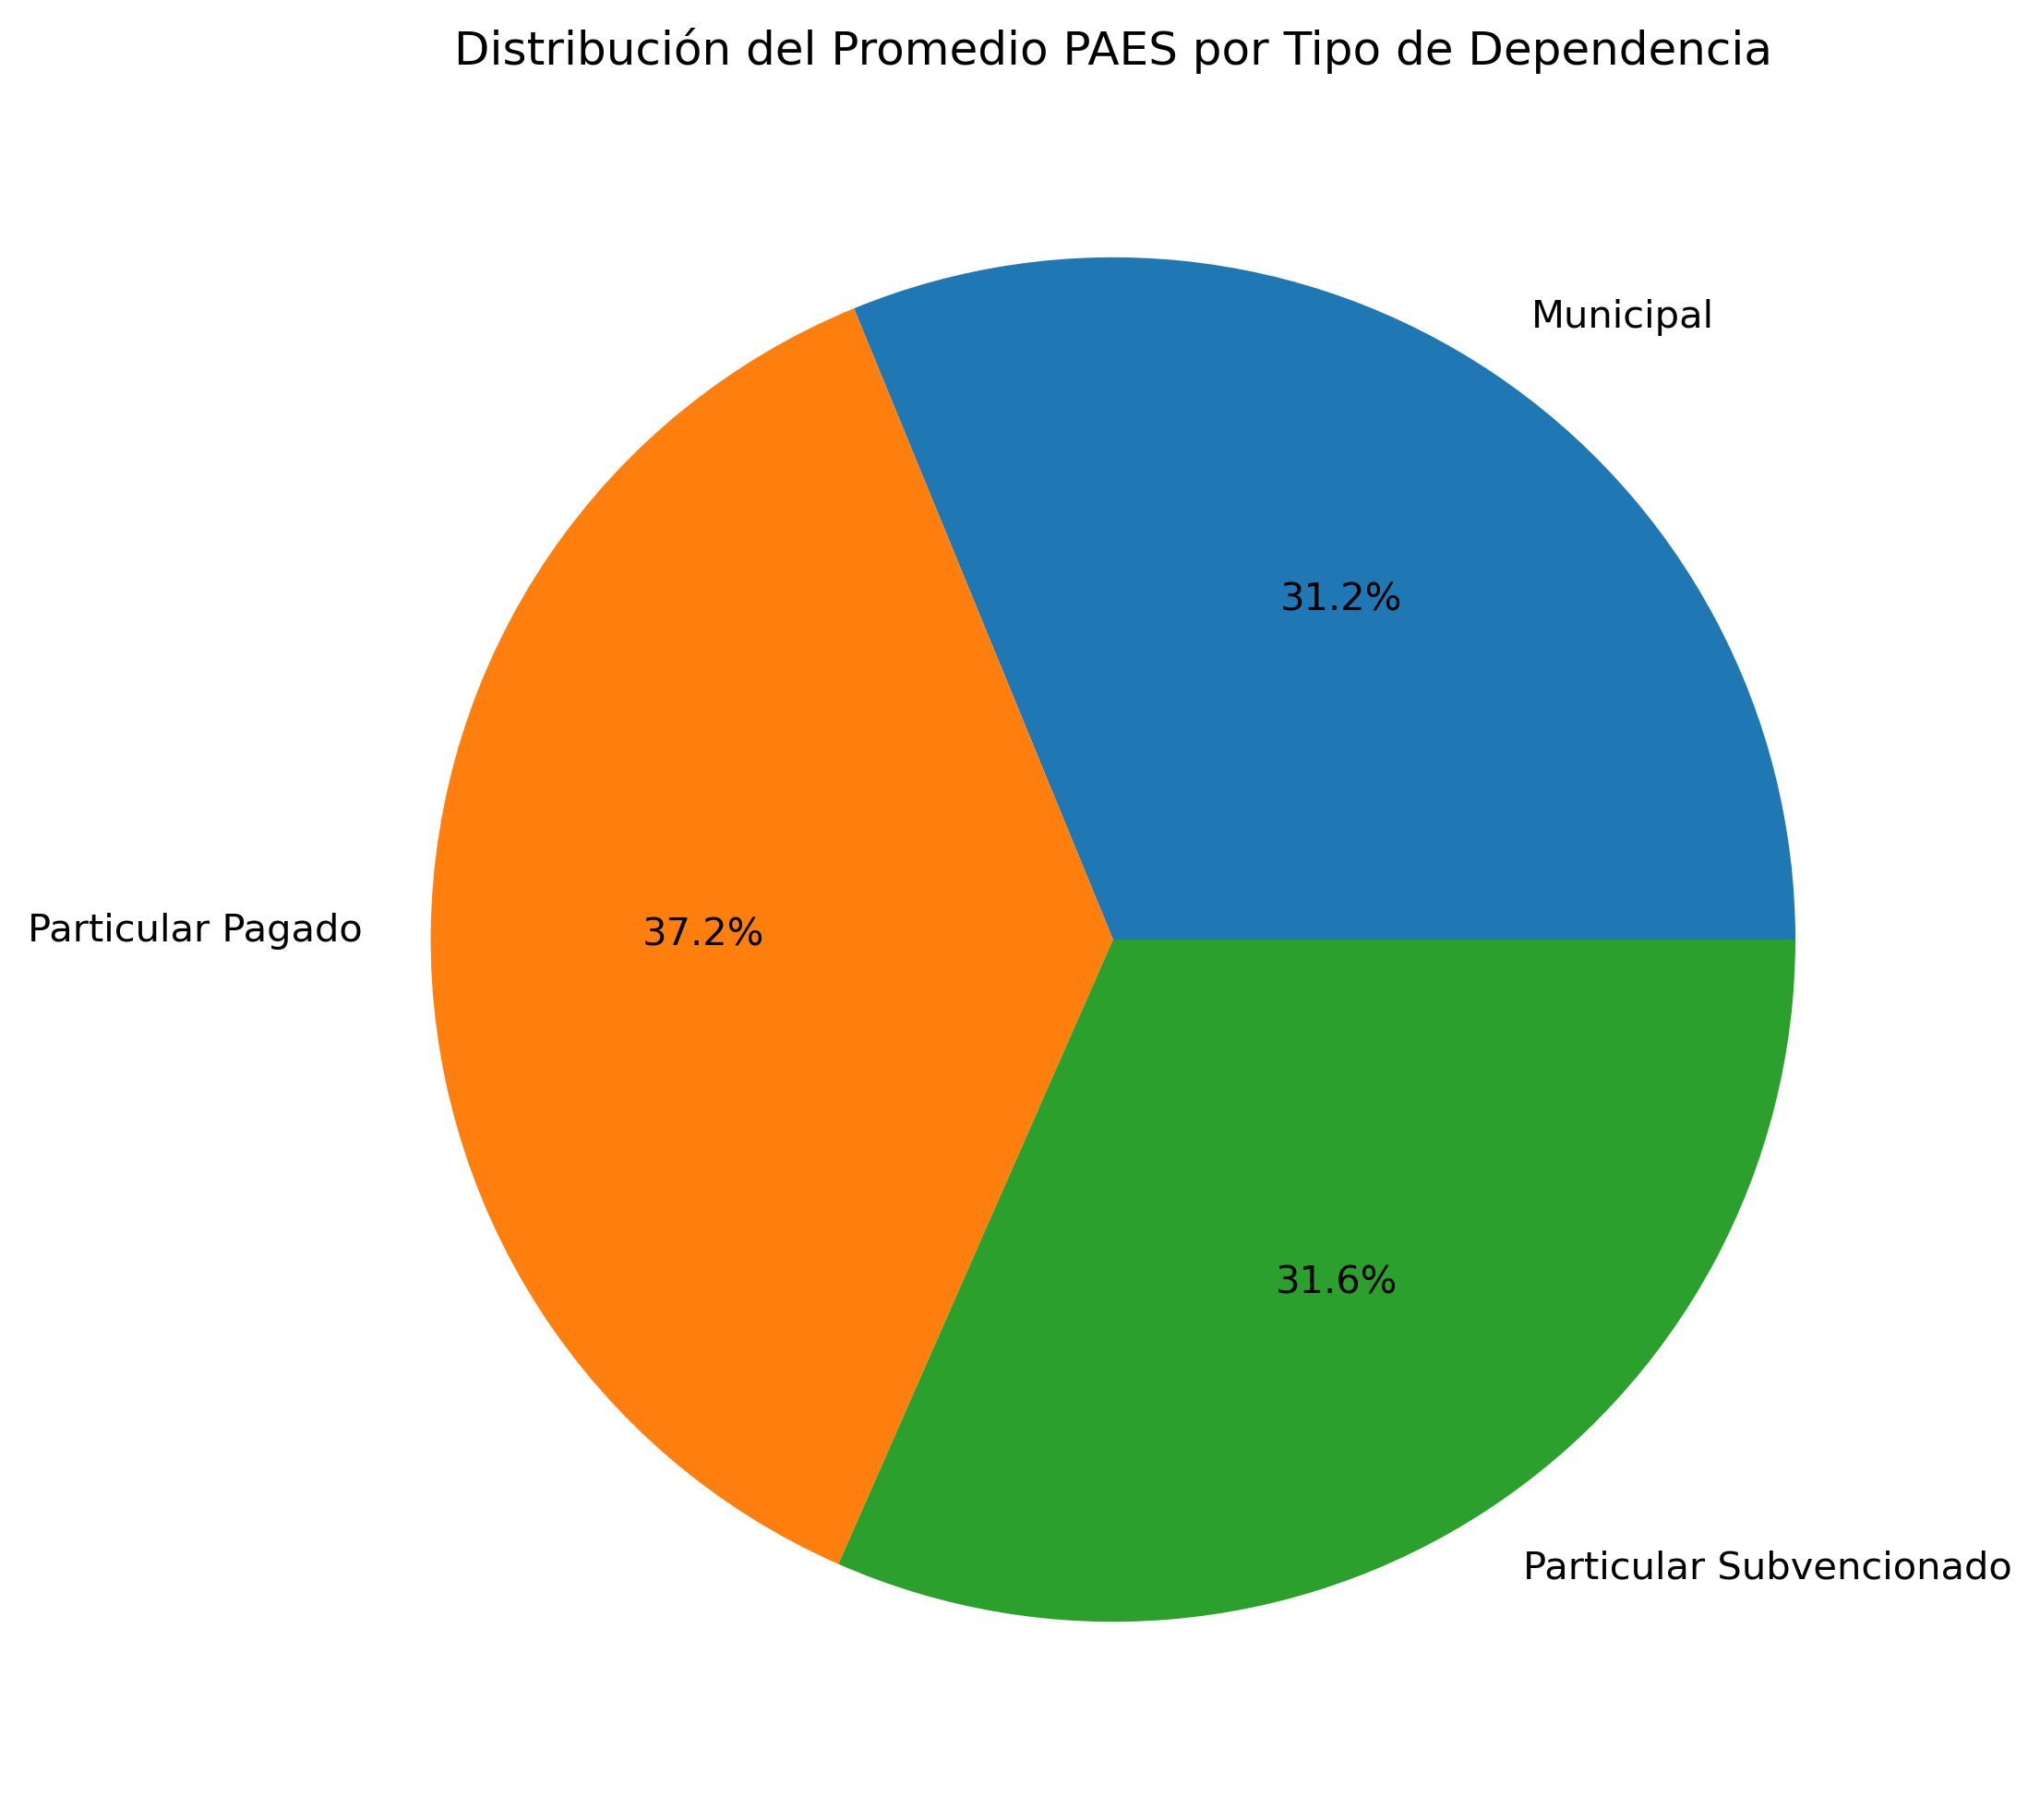 Distribución del Promedio PAES por Tipo de Dependencia
Municipal
31.2%
Particular Pagado
37.2%
31.6%
Particular Subvencionado